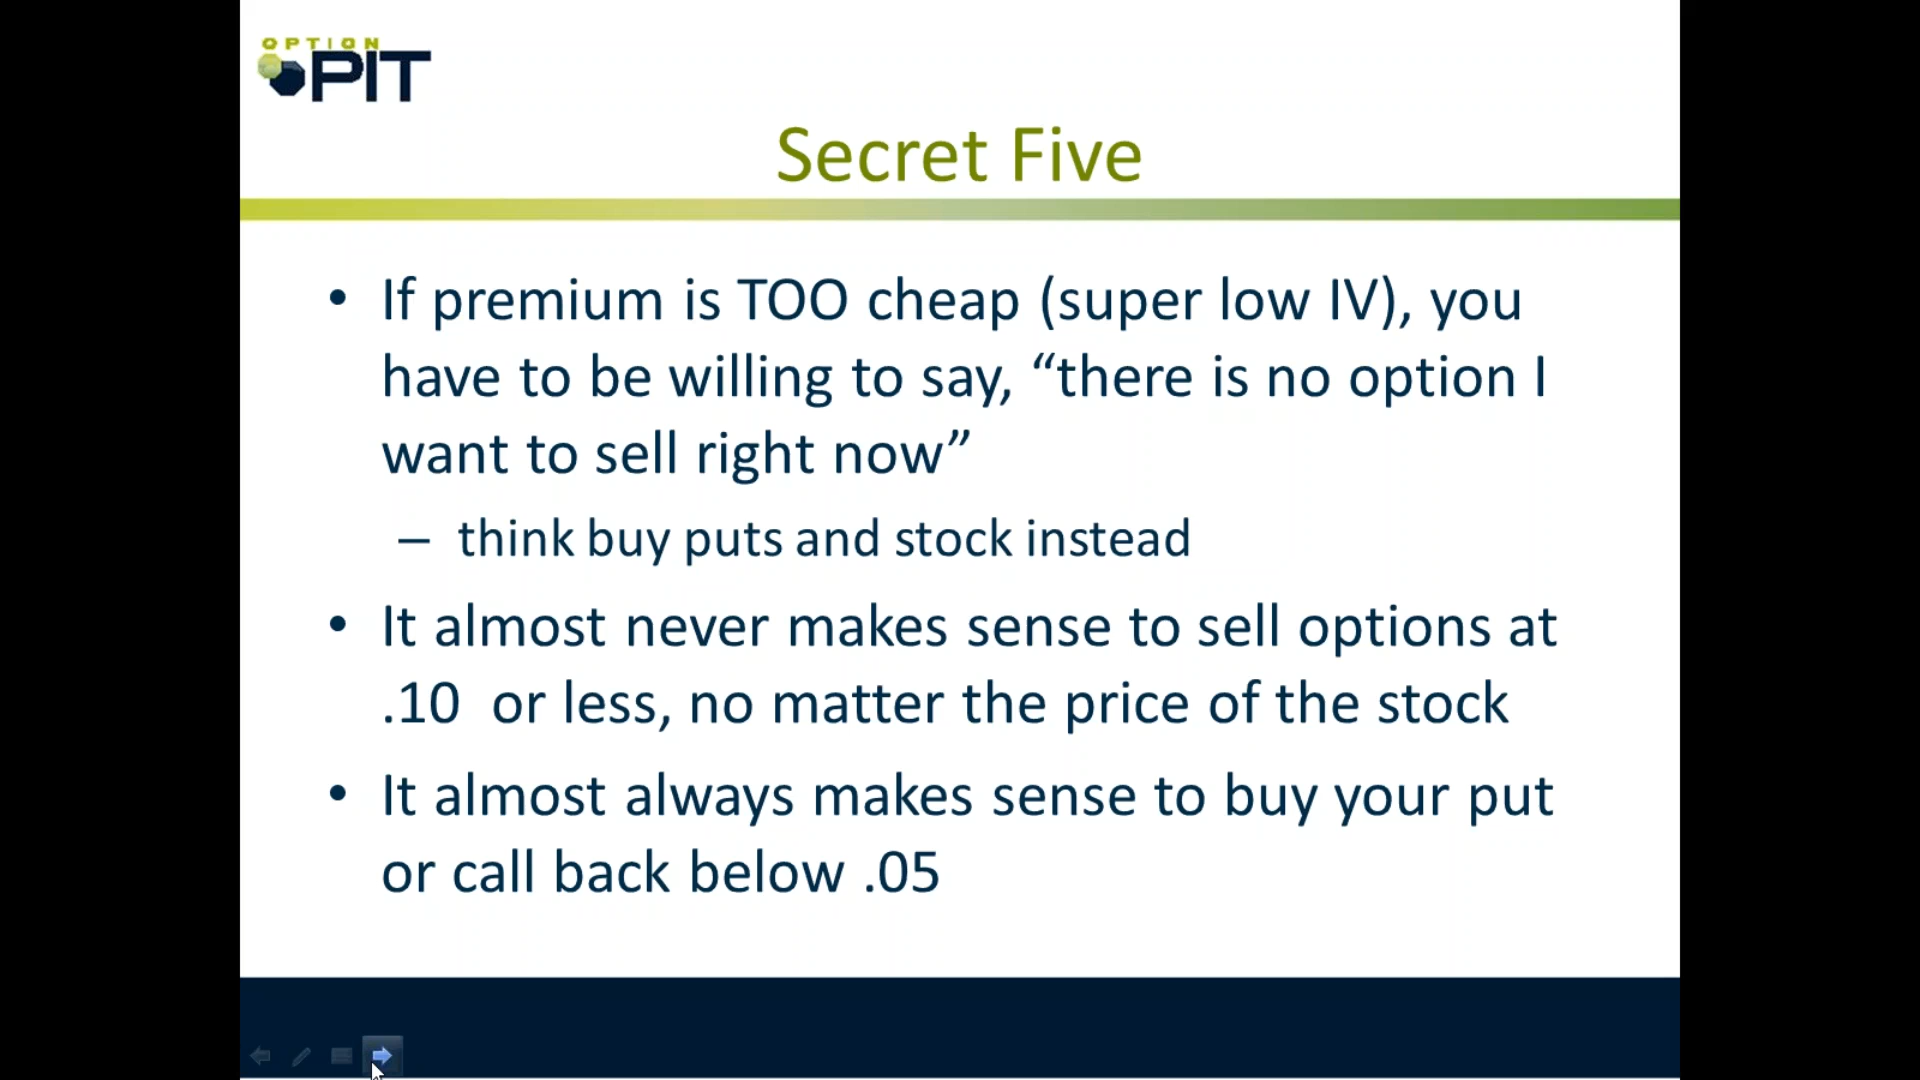 OPTION
PIT
Secret Five
• If premium is TOO cheap (super low IV), you
have to be willing to say, “there is no option I
want to sell right now”
– think buy puts and stock instead
• It almost never makes sense to sell options at
.10  or less, no matter the price of the stock
• It almost always makes sense to buy your put
or call back below .05